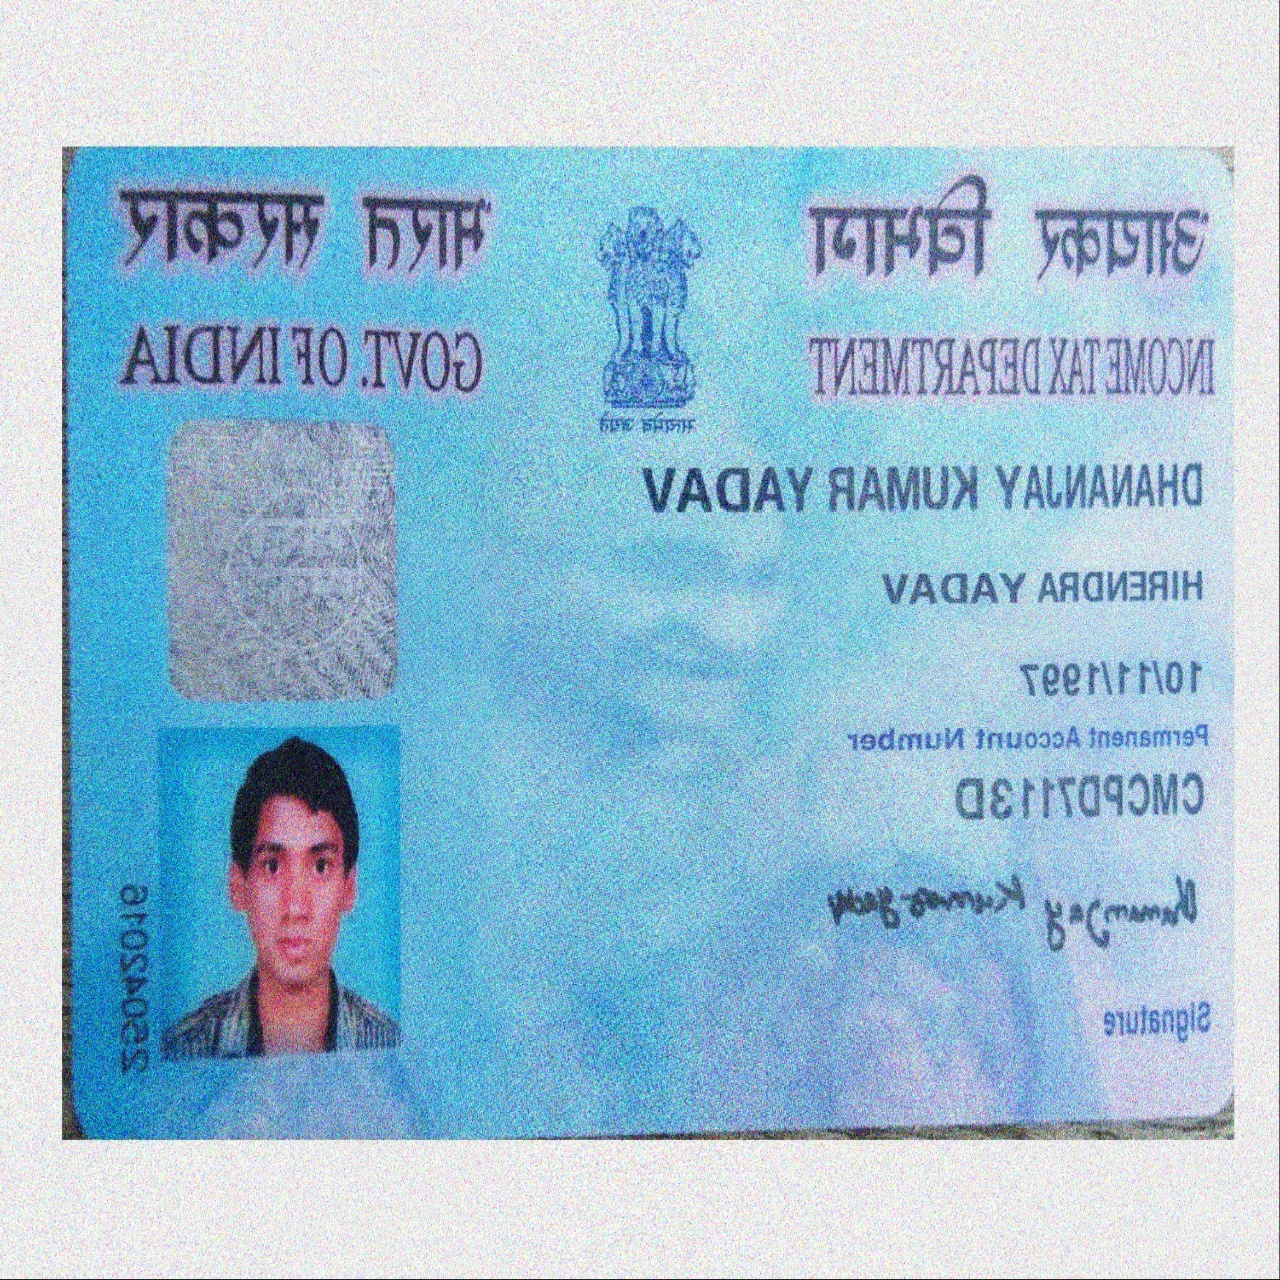 आयकर विभाग
INCOME TAX DEPARTMENT
सत्यमेव जयते
भारत सरकार
GOVT. OF INDIA
DHANANJAY KUMAR YADAV
HIRENDRA YADAV
10/11/1997
Permanent Account Number
CMCPD7113D
Dhananjay Kumar Yadav
Signature
25042016